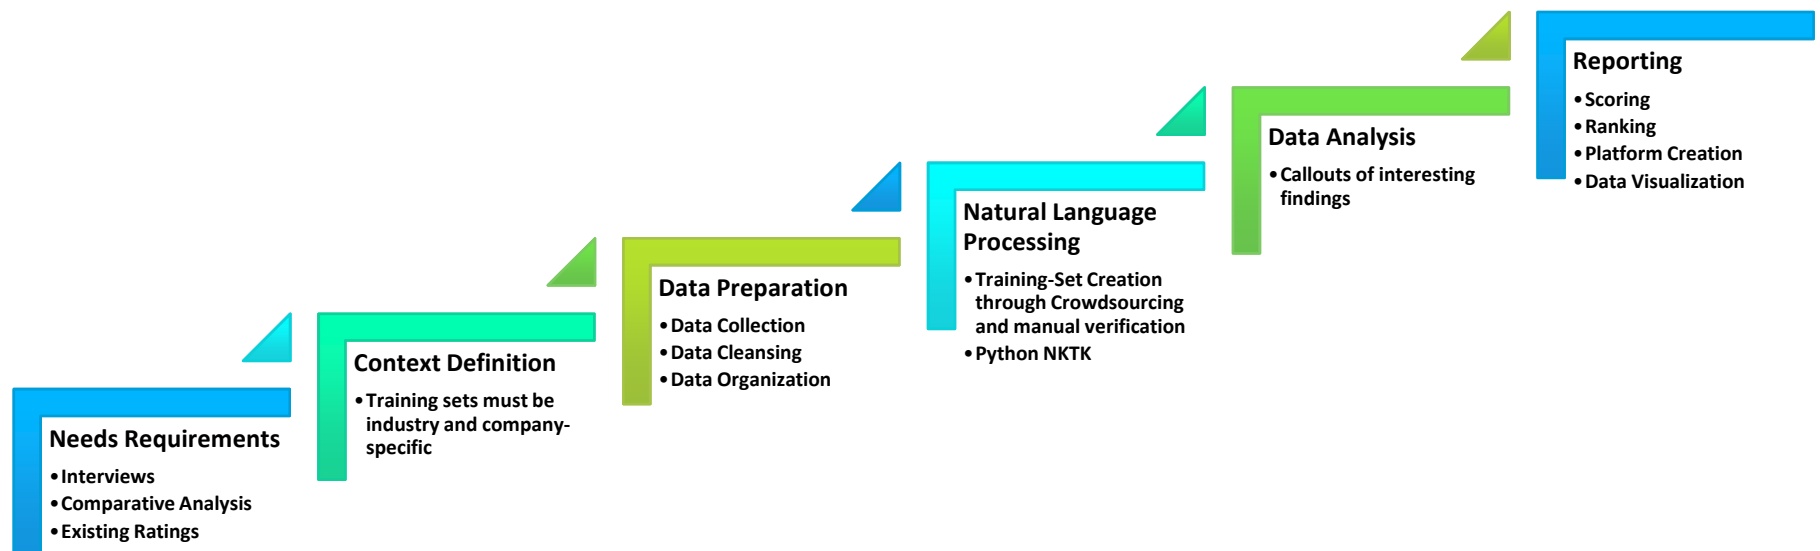 Needs Requirements
•Interviews
•Comparative Analysis
•Existing Ratings
Context Definition
•Training sets must be
industry and company-
specific
Data Preparation
•Data Collection
•Data Cleansing
•Data Organization
Natural Language
Processing
•Training-Set Creation
through Crowdsourcing
and manual verification
•Python NKTK
Data Analysis
•Callouts of interesting
findings
Reporting
•Scoring
•Ranking
•Platform Creation
•Data Visualization